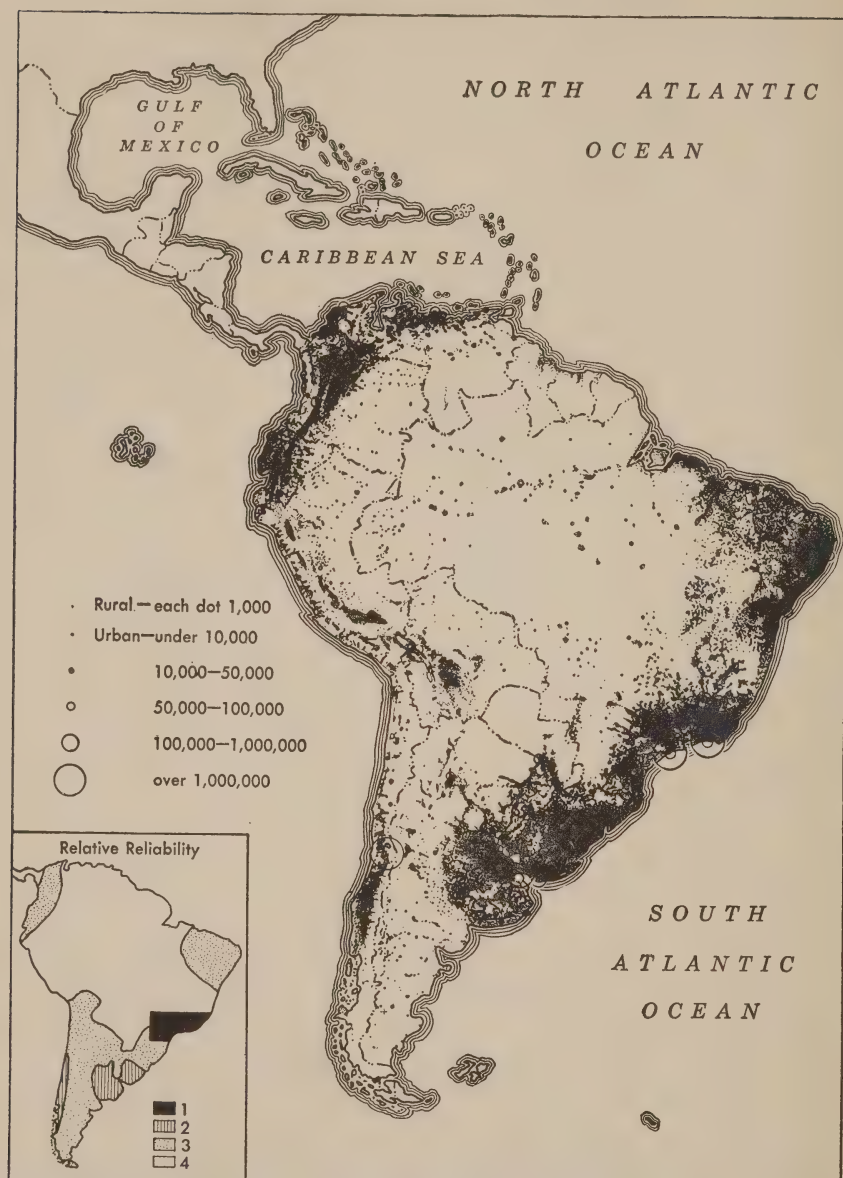 NORTH ATLANTIC
OCEAN
GULF
OF
MEXICO
CARIBBEAN SEA
Rural—each dot 1,000
Urban—under 10,000
10,000—50,000
50,000—100,000
100,000—1,000,000
over 1,000,000
Relative Reliability
1
2
3
4
SOUTH
ATLANTIC
OCEAN